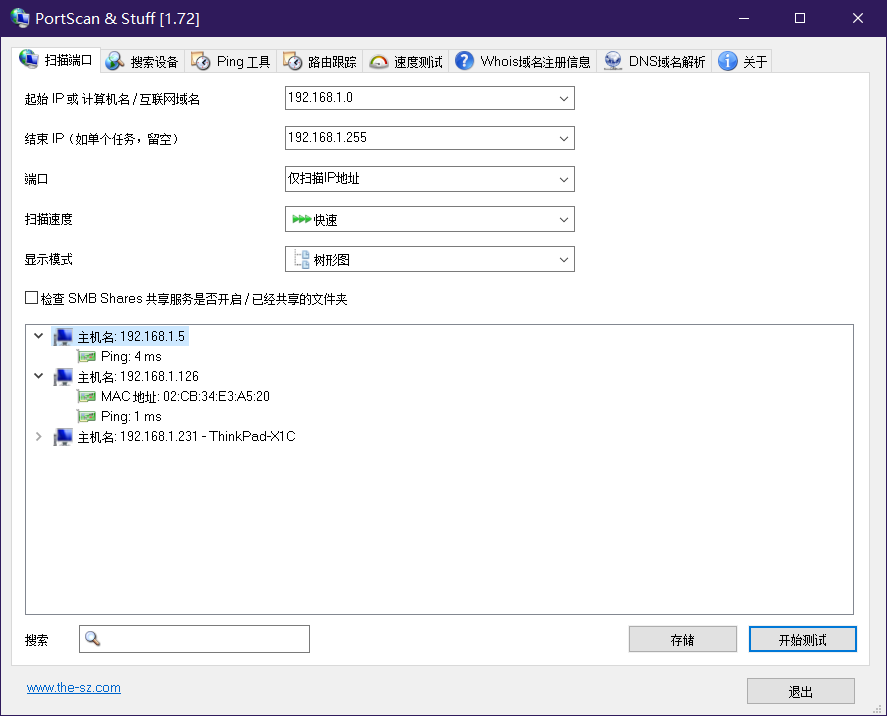 PortScan & Stuff [1.72]
扫描端口 搜索设备 Ping 工具 路由跟踪 速度测试 Whois域名注册信息 DNS域名解析 关于
起始 IP 或 计算机名 / 互联网域名 192.168.1.0
结束 IP（如单个任务，留空） 192.168.1.255
端口 仅扫描IP地址
扫描速度 快速
显示模式 树形图
检查 SMB Shares 共享服务是否开启 / 已经共享的文件夹
主机名: 192.168.1.5
Ping: 4 ms
主机名: 192.168.1.126
MAC 地址: 02:CB:34:E3:A5:20
Ping: 1 ms
主机名: 192.168.1.231 - ThinkPad-X1C
搜索 存储 开始测试
www.the-sz.com 退出